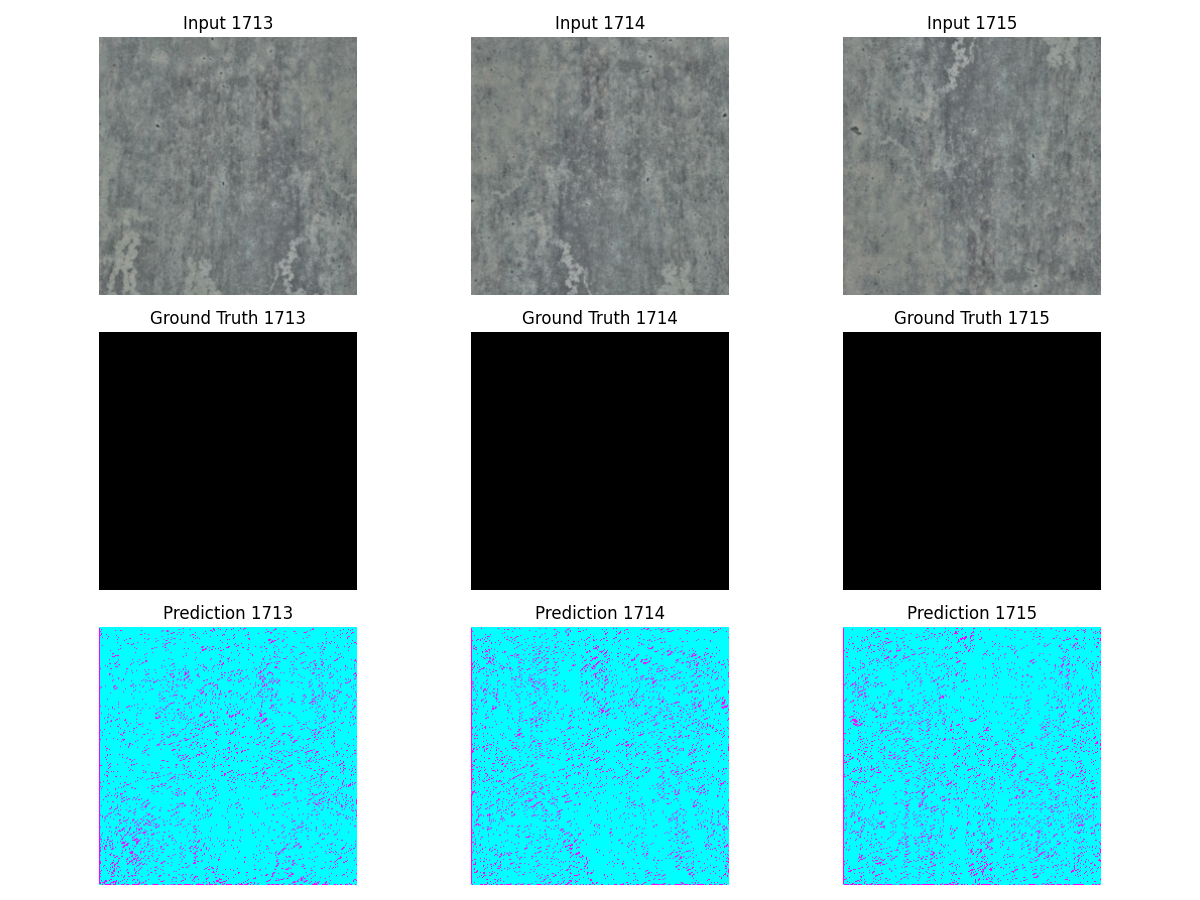 Input 1713
Input 1714
Input 1715
Ground Truth 1713
Ground Truth 1714
Ground Truth 1715
Prediction 1713
Prediction 1714
Prediction 1715